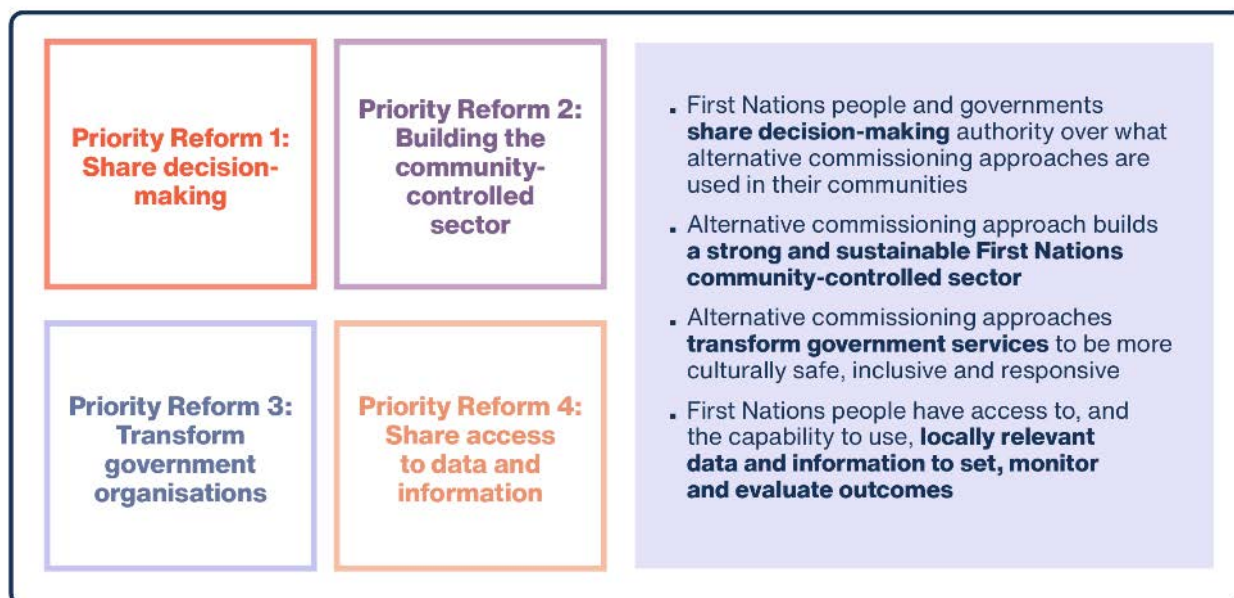 Priority Reform 1:
Share decision-
making
Priority Reform 2:
Building the
community-
controlled
sector
Priority Reform 3:
Transform
government
organisations
Priority Reform 4:
Share access
to data and
information
▪ First Nations people and governments
share decision-making authority over what
alternative commissioning approaches are
used in their communities
▪ Alternative commissioning approach builds
a strong and sustainable First Nations
community-controlled sector
▪ Alternative commissioning approaches
transform government services to be more
culturally safe, inclusive and responsive
▪ First Nations people have access to, and
the capability to use, locally relevant
data and information to set, monitor
and evaluate outcomes